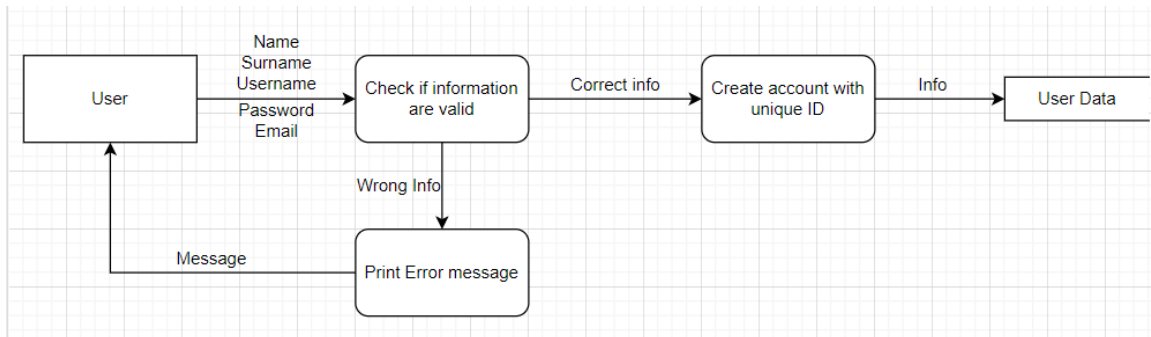 User
Name
Surname
Username
Password
Email
Check if information
are valid
Correct info
Create account with
unique ID
Info
User Data
Wrong Info
Message
Print Error message